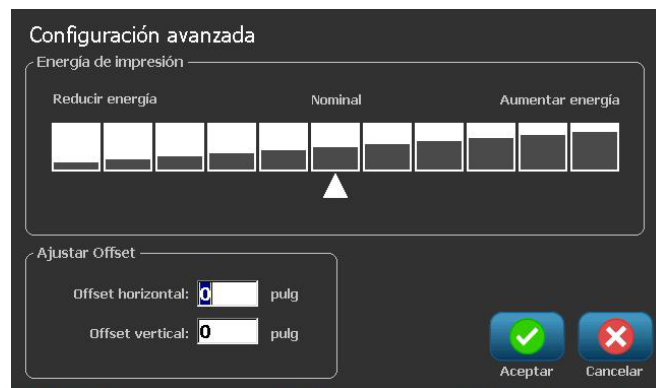 Configuración avanzada
Energía de impresión
Reducir energía Nominal Aumentar energía
Ajustar Offset
Offset horizontal: 0 pulg
Offset vertical: 0 pulg
Aceptar Cancelar